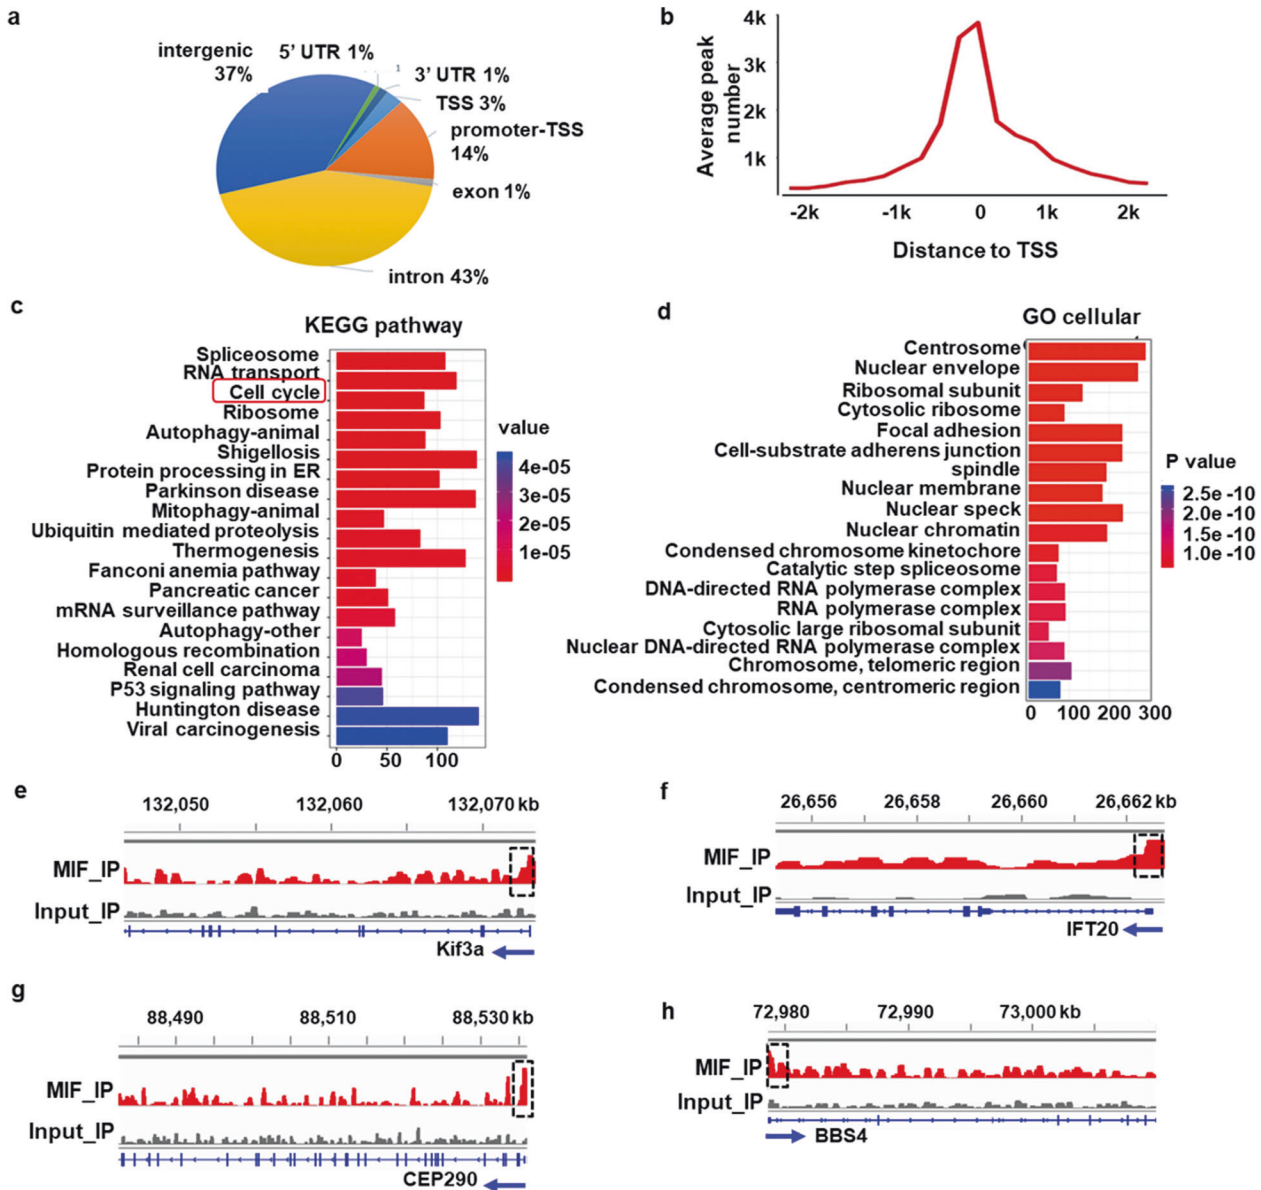 a
intergenic
37%
5' UTR 1%
1
3' UTR 1%
TSS 3%
promoter-TSS
14%
exon 1%
intron 43%
b
Average peak
number
4k
3k
2k
1k
-2k -1k 0 1k 2k
Distance to TSS
c
KEGG pathway
Spliceosome
RNA transport
Cell cycle
Ribosome
Autophagy-animal
Shigellosis
Protein processing in ER
Parkinson disease
Mitophagy-animal
Ubiquitin mediated proteolysis
Thermogenesis
Fanconi anemia pathway
Pancreatic cancer
mRNA surveillance pathway
Autophagy-other
Homologous recombination
Renal cell carcinoma
P53 signaling pathway
Huntington disease
Viral carcinogenesis
0 50 100
value
4e-05
3e-05
2e-05
1e-05
d
GO cellular
Centrosome
Nuclear envelope
Ribosomal subunit
Cytosolic ribosome
Focal adhesion
Cell-substrate adherens junction
spindle
Nuclear membrane
Nuclear speck
Nuclear chromatin
Condensed chromosome kinetochore
Catalytic step spliceosome
DNA-directed RNA polymerase complex
RNA polymerase complex
Cytosolic large ribosomal subunit
Nuclear DNA-directed RNA polymerase complex
Chromosome, telomeric region
Condensed chromosome, centromeric region
0 100 200 300
P value
2.5e -10
2.0e -10
1.5e -10
1.0e -10
e
132,050 132,060 132,070 kb
MIF_IP
Input_IP
Kif3a
f
26,656 26,658 26,660 26,662 kb
MIF_IP
Input_IP
IFT20
g
88,490 88,510 88,530 kb
MIF_IP
Input_IP
CEP290
h
72,980 72,990 73,000 kb
MIF_IP
Input_IP
BBS4